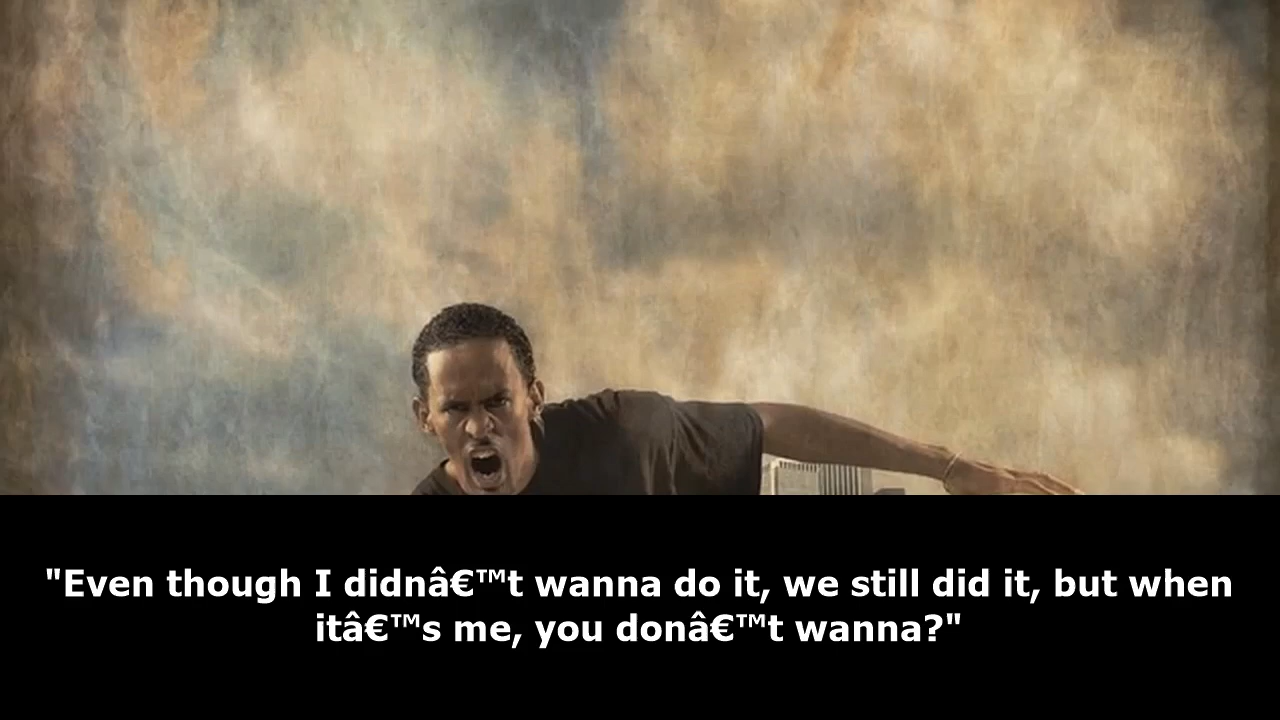 "Even though I didnâ€™t wanna do it, we still did it, but when
itâ€™s me, you donâ€™t wanna?"